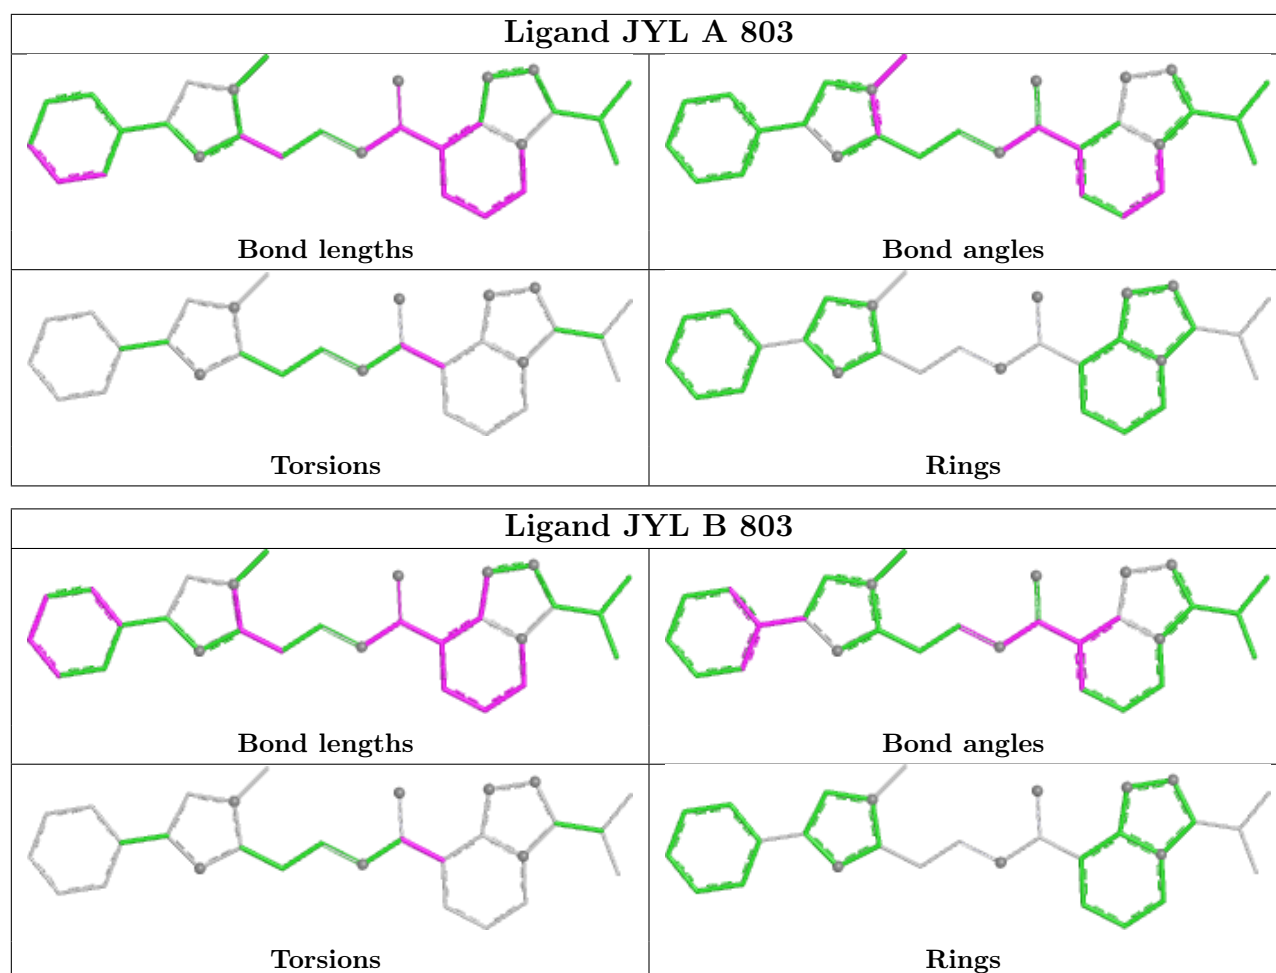 Ligand JYL A 803
Bond lengths
Bond angles
Torsions
Rings
Ligand JYL B 803
Bond lengths
Bond angles
Torsions
Rings